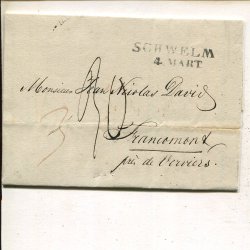 SCHWELM
4. MART
Monsieur Jean Nicolas David
Francomont
près de Verviers.